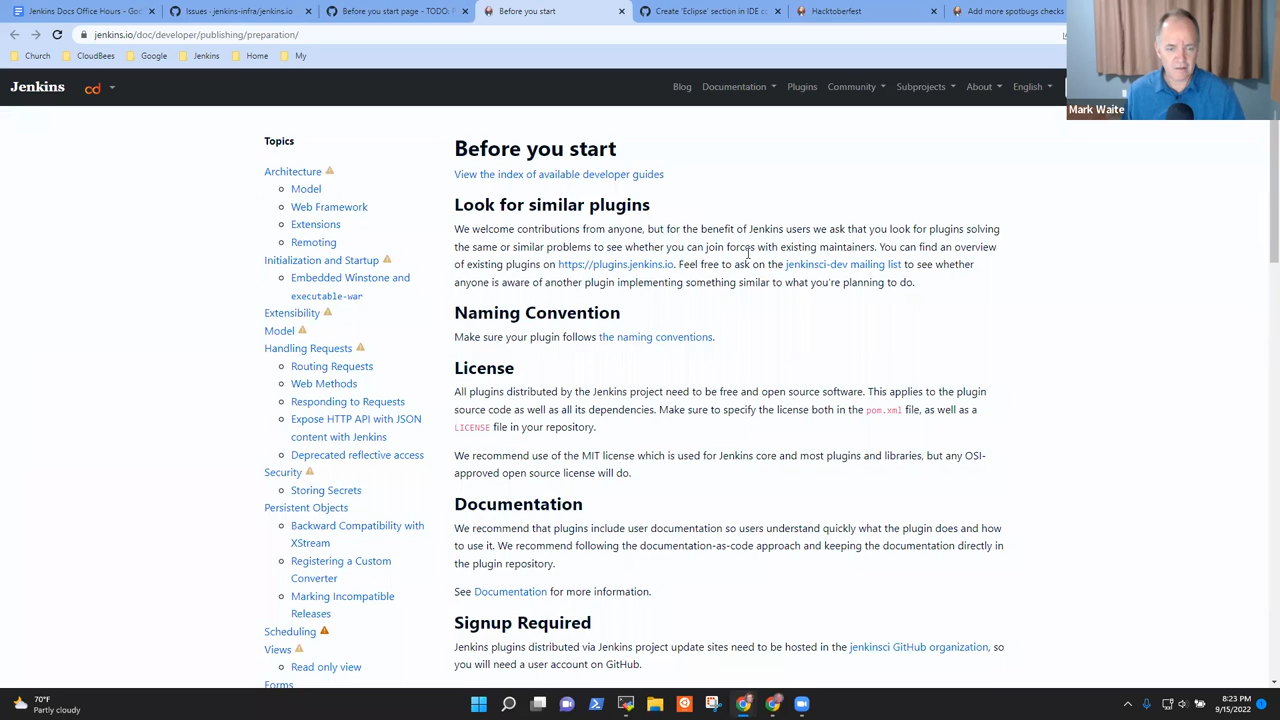 Jenkins Docs Office Hours - Goo
Issues · jenkins-infra/jenkins.io
Before you start page - TODO:
Before you start
Create 'Eclipse' section in IDE co
Hacktoberfest
Add more spotbugs checks
jenkins.io/doc/developer/publishing/preparation/
Church
CloudBees
Google
Jenkins
Home
My
Jenkins
cd
Blog
Documentation
Plugins
Community
Subprojects
About
English
Mark Waite
Topics
Architecture
Model
Web Framework
Extensions
Remoting
Initialization and Startup
Embedded Winstone and
executable-war
Extensibility
Model
Handling Requests
Routing Requests
Web Methods
Responding to Requests
Expose HTTP API with JSON
content with Jenkins
Deprecated reflective access
Security
Storing Secrets
Persistent Objects
Backward Compatibility with
XStream
Registering a Custom
Converter
Marking Incompatible
Releases
Scheduling
Views
Read only view
Forms
Before you start
View the index of available developer guides
Look for similar plugins
We welcome contributions from anyone, but for the benefit of Jenkins users we ask that you look for plugins solving
the same or similar problems to see whether you can join forces with existing maintainers. You can find an overview
of existing plugins on https://plugins.jenkins.io. Feel free to ask on the jenkinsci-dev mailing list to see whether
anyone is aware of another plugin implementing something similar to what you're planning to do.
Naming Convention
Make sure your plugin follows the naming conventions.
License
All plugins distributed by the Jenkins project need to be free and open source software. This applies to the plugin
source code as well as all its dependencies. Make sure to specify the license both in the pom.xml file, as well as a
LICENSE file in your repository.
We recommend use of the MIT license which is used for Jenkins core and most plugins and libraries, but any OSI-
approved open source license will do.
Documentation
We recommend that plugins include user documentation so users understand quickly what the plugin does and how
to use it. We recommend following the documentation-as-code approach and keeping the documentation directly in
the plugin repository.
See Documentation for more information.
Signup Required
Jenkins plugins distributed via Jenkins project update sites need to be hosted in the jenkinsci GitHub organization, so
you will need a user account on GitHub.
70°F
Partly cloudy
8:23 PM
9/15/2022